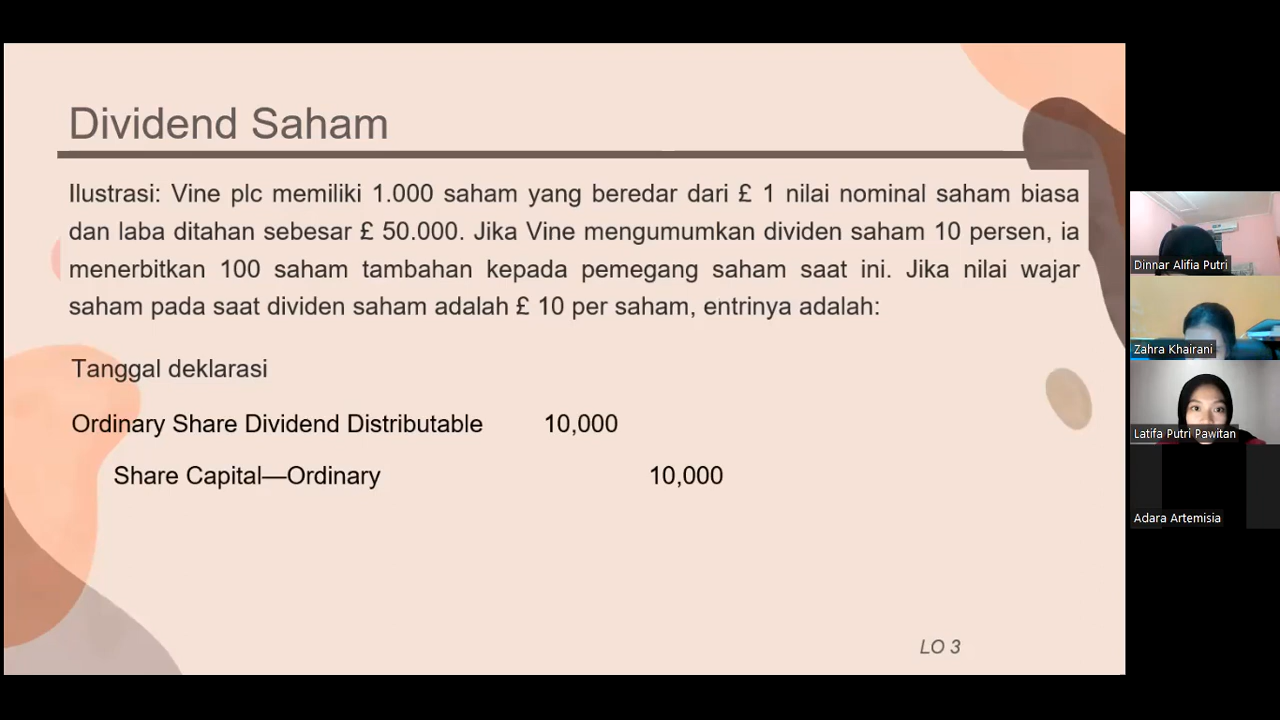 Dividend Saham
Ilustrasi: Vine plc memiliki 1.000 saham yang beredar dari £ 1 nilai nominal saham biasa
dan laba ditahan sebesar £ 50.000. Jika Vine mengumumkan dividen saham 10 persen, ia
menerbitkan 100 saham tambahan kepada pemegang saham saat ini. Jika nilai wajar
saham pada saat dividen saham adalah £ 10 per saham, entrinya adalah:
Tanggal deklarasi
Ordinary Share Dividend Distributable 10,000
Share Capital—Ordinary 10,000
LO 3
Dinnar Alifia Putri
Zahra Khairani
Latifa Putri Pawitan
Adara Artemisia